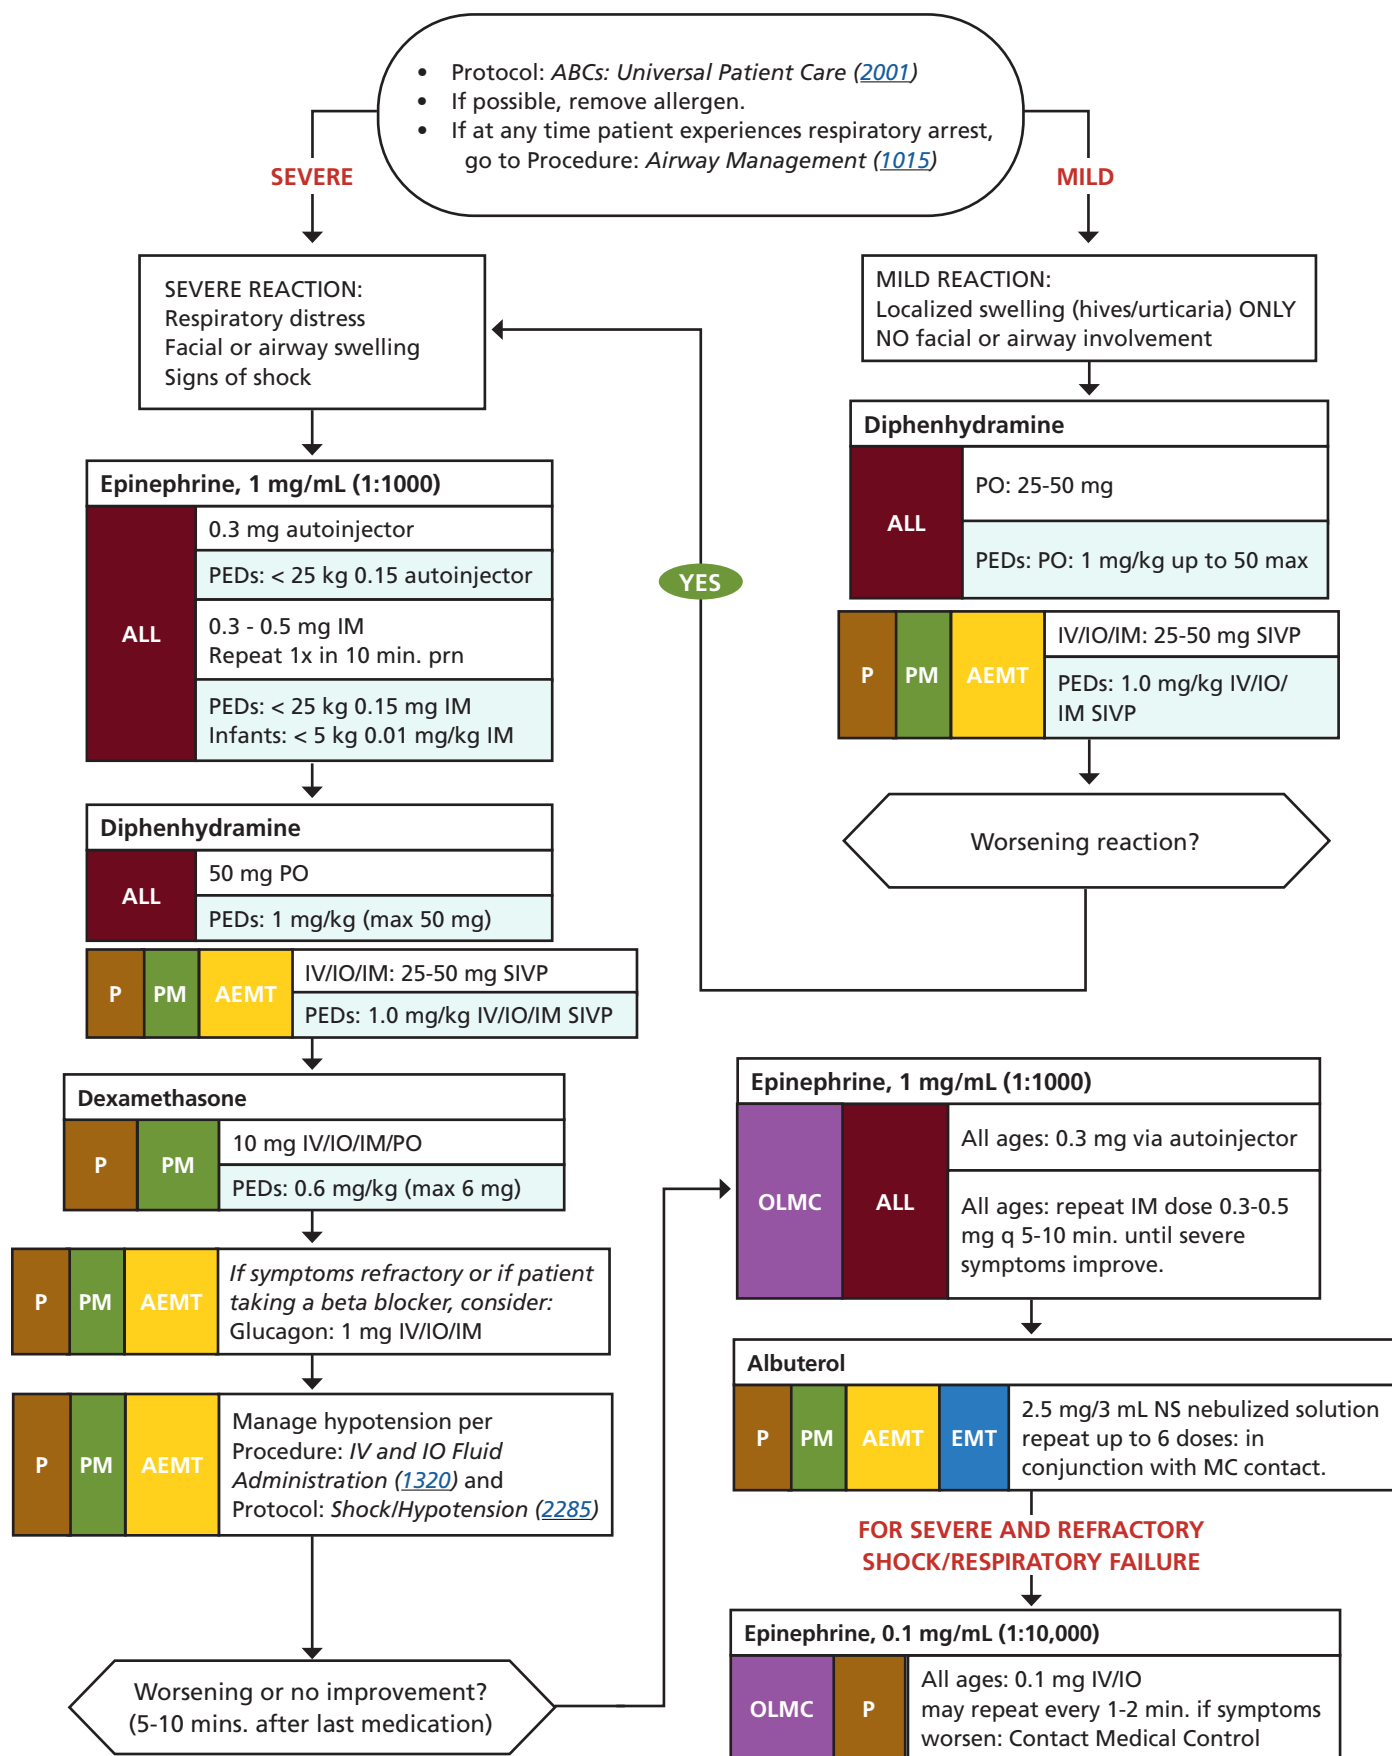 • Protocol: ABCs: Universal Patient Care (2001)
• If possible, remove allergen.
• If at any time patient experiences respiratory arrest,
go to Procedure: Airway Management (1015)
SEVERE
MILD
SEVERE REACTION:
Respiratory distress
Facial or airway swelling
Signs of shock
MILD REACTION:
Localized swelling (hives/urticaria) ONLY
NO facial or airway involvement
Epinephrine, 1 mg/mL (1:1000)
ALL
0.3 mg autoinjector
PEDs: < 25 kg 0.15 autoinjector
0.3 - 0.5 mg IM
Repeat 1x in 10 min. prn
PEDs: < 25 kg 0.15 mg IM
Infants: < 5 kg 0.01 mg/kg IM
Diphenhydramine
ALL
PO: 25-50 mg
PEDs: PO: 1 mg/kg up to 50 max
P PM AEMT
IV/IO/IM: 25-50 mg SIVP
PEDs: 1.0 mg/kg IV/IO/
IM SIVP
YES
Worsening reaction?
Diphenhydramine
ALL
50 mg PO
PEDs: 1 mg/kg (max 50 mg)
P PM AEMT
IV/IO/IM: 25-50 mg SIVP
PEDs: 1.0 mg/kg IV/IO/IM SIVP
Dexamethasone
P PM
10 mg IV/IO/IM/PO
PEDs: 0.6 mg/kg (max 6 mg)
P PM AEMT
If symptoms refractory or if patient
taking a beta blocker, consider:
Glucagon: 1 mg IV/IO/IM
P PM AEMT
Manage hypotension per
Procedure: IV and IO Fluid
Administration (1320) and
Protocol: Shock/Hypotension (2285)
Worsening or no improvement?
(5-10 mins. after last medication)
Epinephrine, 1 mg/mL (1:1000)
OLMC ALL
All ages: 0.3 mg via autoinjector
All ages: repeat IM dose 0.3-0.5
mg q 5-10 min. until severe
symptoms improve.
Albuterol
P PM AEMT EMT
2.5 mg/3 mL NS nebulized solution
repeat up to 6 doses: in
conjunction with MC contact.
FOR SEVERE AND REFRACTORY
SHOCK/RESPIRATORY FAILURE
Epinephrine, 0.1 mg/mL (1:10,000)
OLMC P
All ages: 0.1 mg IV/IO
may repeat every 1-2 min. if symptoms
worsen: Contact Medical Control